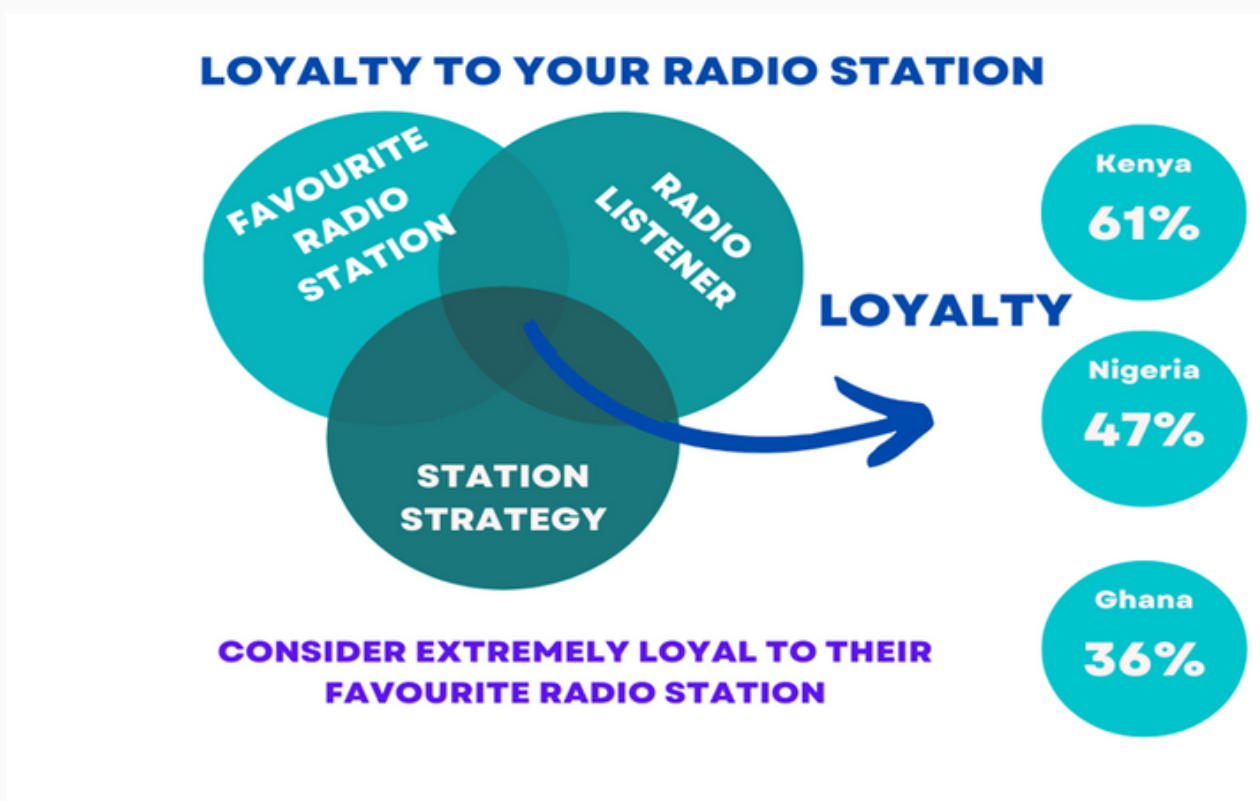 LOYALTY TO YOUR RADIO STATION
FAVOURITE
RADIO
STATION
RADIO
LISTENER
STATION
STRATEGY
LOYALTY
Kenya
61%
Nigeria
47%
Ghana
36%
CONSIDER EXTREMELY LOYAL TO THEIR
FAVOURITE RADIO STATION